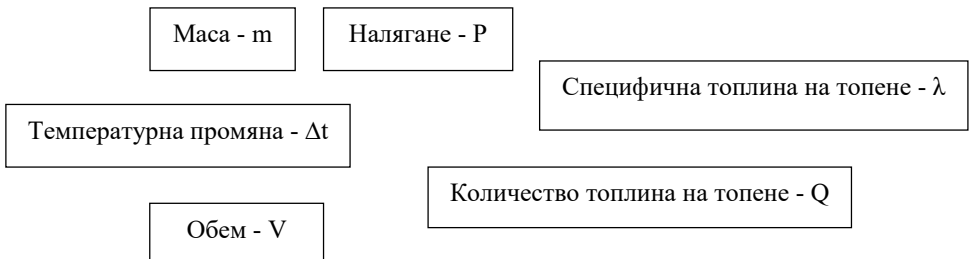 Маса - m
Налягане - P
Специфична топлина на топене - λ
Температурна промяна - Δt
Количество топлина на топене - Q
Обем - V